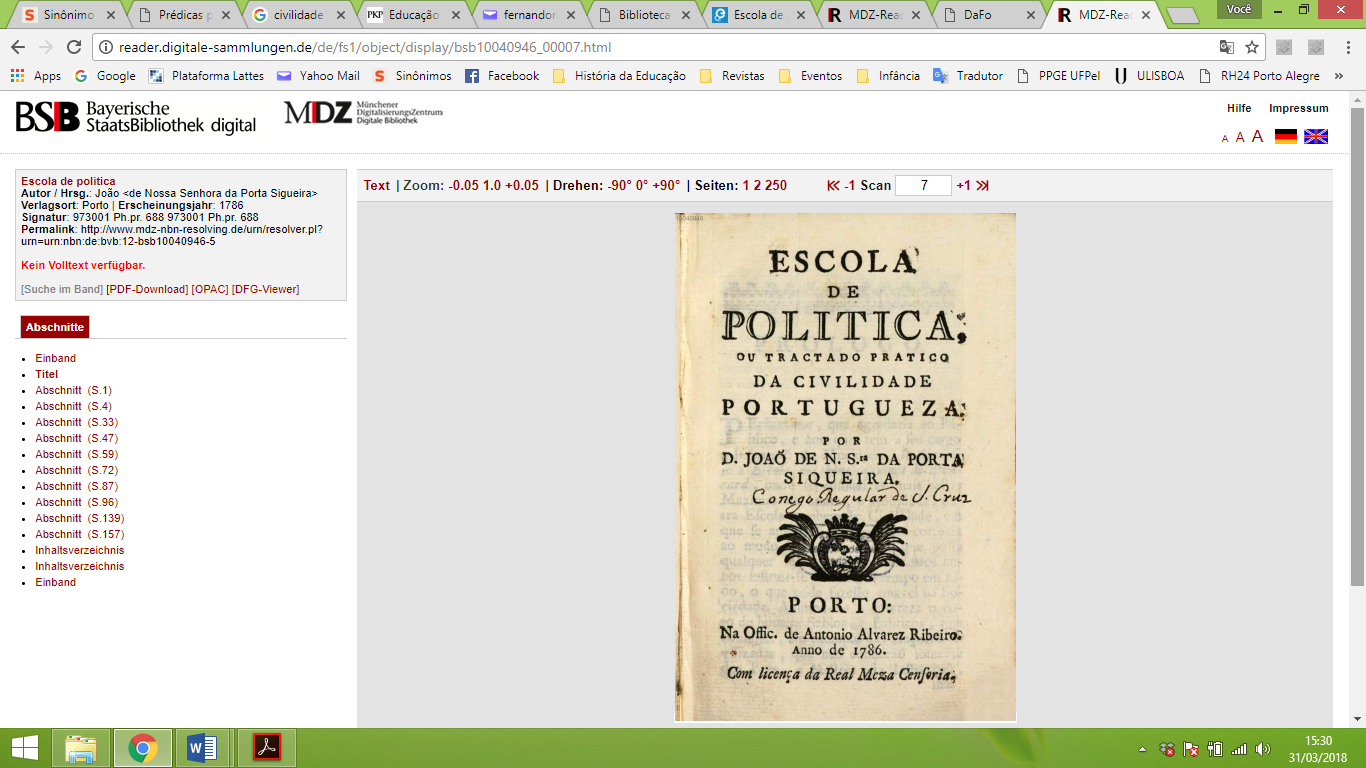 Sinônimo
Prédicas p
civilidade
Educação
fernandor
Biblioteca
Escola de
MDZ-Read
DaFo
MDZ-Read
Você
reader.digitale-sammlungen.de/de/fs1/object/display/bsb10040946_00007.html
Apps Google Plataforma Lattes Yahoo Mail Sinônimos Facebook História da Educação Revistas Eventos Infância Tradutor PPGE UFPel ULISBOA RH24 Porto Alegre »
BSB Bayerische
StaatsBibliothek digital
MDZ Münchener
DigitalisierungsZentrum
Digitale Bibliothek
Hilfe Impressum
A A A
Escola de politica
Autor / Hrsg.: João <de Nossa Senhora da Porta Sigueira>
Verlagsort: Porto | Erscheinungsjahr: 1786
Signatur: 973001 Ph.pr. 688 973001 Ph.pr. 688
Permalink: http://www.mdz-nbn-resolving.de/urn/resolver.pl?
urn=urn:nbn:de:bvb:12-bsb10040946-5
Kein Volltext verfügbar.
[Suche im Band] [PDF-Download] [OPAC] [DFG-Viewer]
Abschnitte
Einband
Titel
Abschnitt (S.1)
Abschnitt (S.4)
Abschnitt (S.33)
Abschnitt (S.47)
Abschnitt (S.59)
Abschnitt (S.72)
Abschnitt (S.87)
Abschnitt (S.96)
Abschnitt (S.139)
Abschnitt (S.157)
Inhaltsverzeichnis
Inhaltsverzeichnis
Einband
Text | Zoom: -0.05 1.0 +0.05 | Drehen: -90° 0° +90° | Seiten: 1 2 250 -1 Scan 7 +1
10040946
ESCOLA
DE
POLITICA,
OU TRACTADO PRATICO
DA CIVILIDADE
PORTUGUEZA.
POR
D. JOAÕ DE N. S.ra DA PORTA
SIQUEIRA.
Conego Regular de S. Cruz
PORTO:
Na Offic. de Antonio Alvarez Ribeiro.
Anno de 1786.
Com licença da Real Meza Cenſoria.
15:30
31/03/2018